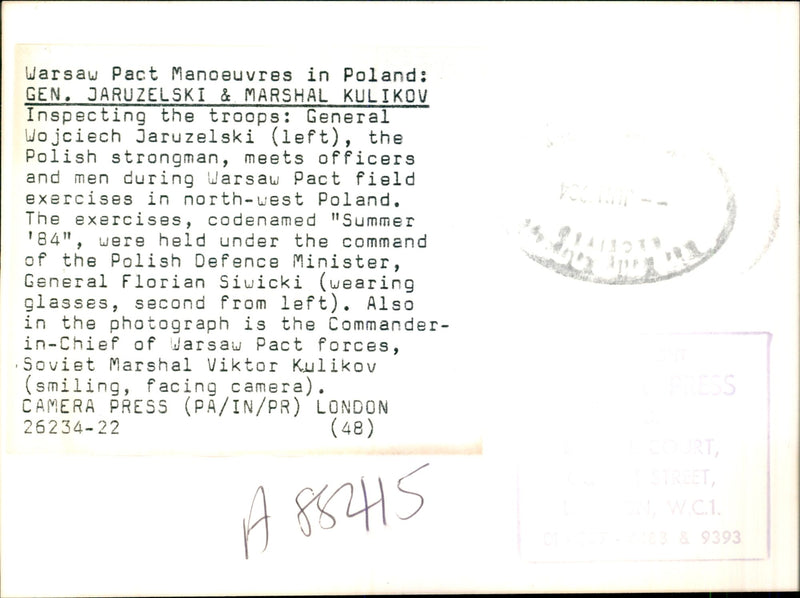 Warsaw Pact Manoeuvres in Poland:
GEN. JARUZELSKI & MARSHAL KULIKOV
Inspecting the troops: General
Wojciech Jaruzelski (left), the
Polish strongman, meets officers
and men during Warsaw Pact field
exercises in north-west Poland.
The exercises, codenamed "Summer
'84", were held under the command
of the Polish Defence Minister,
General Florian Siwicki (wearing
glasses, second from left). Also
in the photograph is the Commander-
in-Chief of Warsaw Pact forces,
Soviet Marshal Viktor Kulikov
(smiling, facing camera).
CAMERA PRESS (PA/IN/PR) LONDON
26234-22 (48)
A 88415
PRESS
COURT,
STREET,
W.C.1.
& 9393